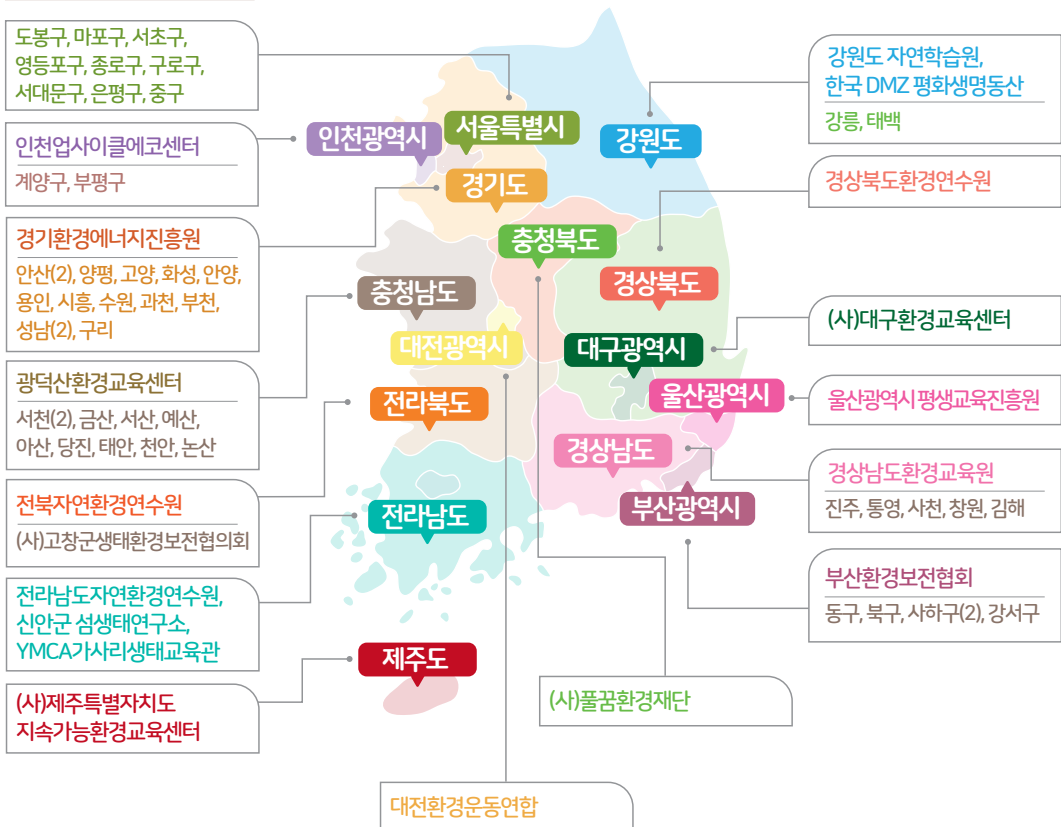 도봉구, 마포구, 서초구,
영등포구, 종로구, 구로구,
서대문구, 은평구, 중구
인천업사이클에코센터
계양구, 부평구
경기환경에너지진흥원
안산(2), 양평, 고양, 화성, 안양,
용인, 시흥, 수원, 과천, 부천,
성남(2), 구리
광덕산환경교육센터
서천(2), 금산, 서산, 예산,
아산, 당진, 태안, 천안, 논산
전북자연환경연수원
(사)고창군생태환경보전협의회
전라남도자연환경연수원,
신안군 섬생태연구소,
YMCA가사리생태교육관
(사)제주특별자치도
지속가능환경교육센터
인천광역시
서울특별시
강원도
경기도
충청북도
충청남도
경상북도
대전광역시
대구광역시
전라북도
울산광역시
경상남도
전라남도
부산광역시
제주도
강원도 자연학습원,
한국 DMZ 평화생명동산
강릉, 태백
경상북도환경연수원
(사)대구환경교육센터
울산광역시 평생교육진흥원
경상남도환경교육원
진주, 통영, 사천, 창원, 김해
부산환경보전협회
동구, 북구, 사하구(2), 강서구
(사)풀꿈환경재단
대전환경운동연합